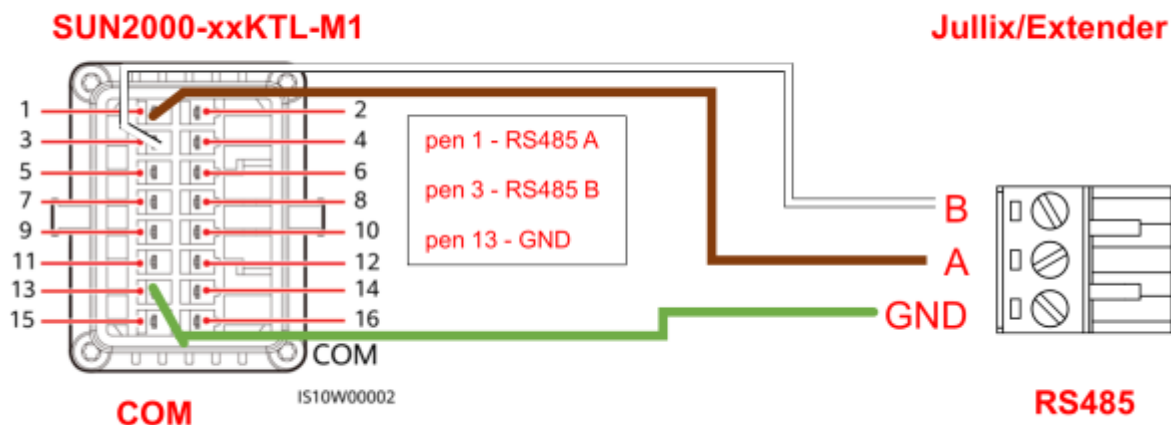 SUN2000-xxKTL-M1
Jullix/Extender
1
2
3
4
5
6
7
8
9
10
11
12
13
14
15
16
pen 1 - RS485 A
pen 3 - RS485 B
pen 13 - GND
B
A
GND
COM
IS10W00002
COM
RS485